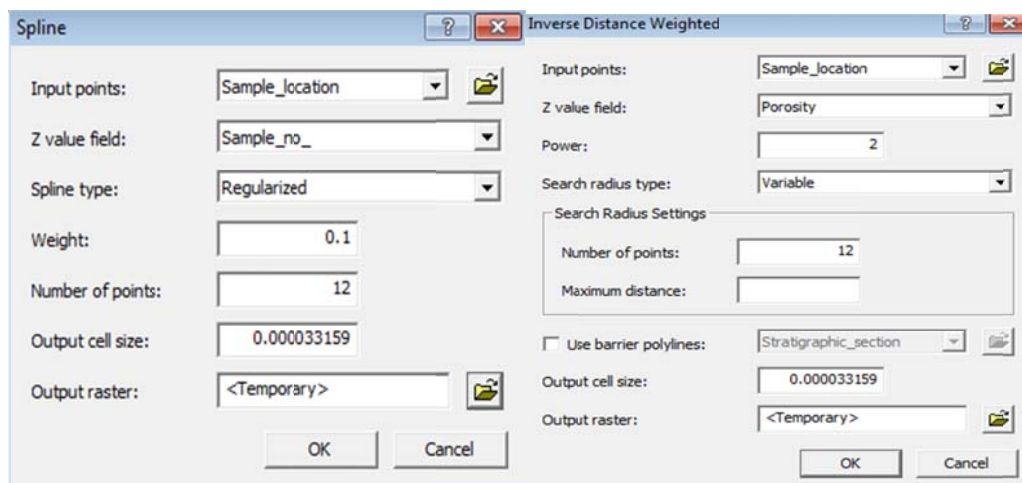 Spline
Input points: Sample_location
Z value field: Sample_no_
Spline type: Regularized
Weight: 0.1
Number of points: 12
Output cell size: 0.000033159
Output raster: <Temporary>
OK Cancel
Inverse Distance Weighted
Input points: Sample_location
Z value field: Porosity
Power: 2
Search radius type: Variable
Search Radius Settings
Number of points: 12
Maximum distance:
Use barrier polylines: Stratigraphic_section
Output cell size: 0.000033159
Output raster: <Temporary>
OK Cancel